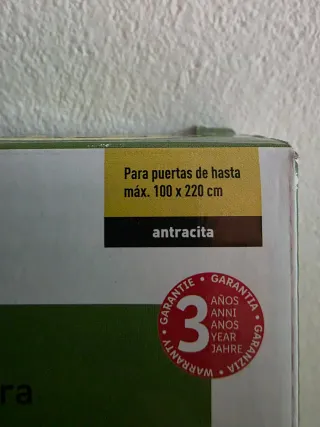 Para puertas de hasta
máx. 100 x 220 cm
antracita
GARANTIE · GARANTIA · GARANZIA · WARRANTY ·
3
AÑOS
ANNI
ANOS
YEAR
JAHRE
ra